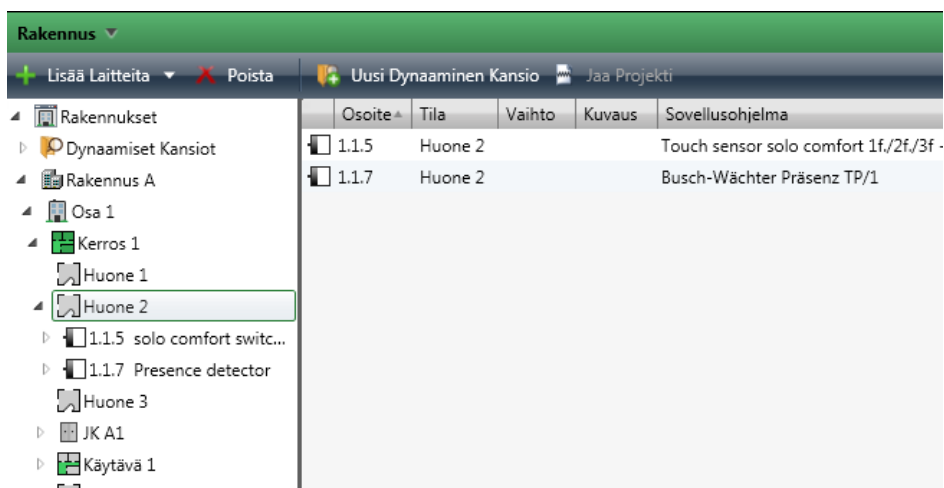 Rakennus
Lisää Laitteita Poista Uusi Dynaaminen Kansio Jaa Projekti
Rakennukset
Dynaamiset Kansiot
Rakennus A
Osa 1
Kerros 1
Huone 1
Huone 2
1.1.5 solo comfort switc...
1.1.7 Presence detector
Huone 3
JK A1
Käytävä 1
Osoite Tila Vaihto Kuvaus Sovellusohjelma
1.1.5 Huone 2 Touch sensor solo comfort 1f./2f./3f -
1.1.7 Huone 2 Busch-Wächter Präsenz TP/1